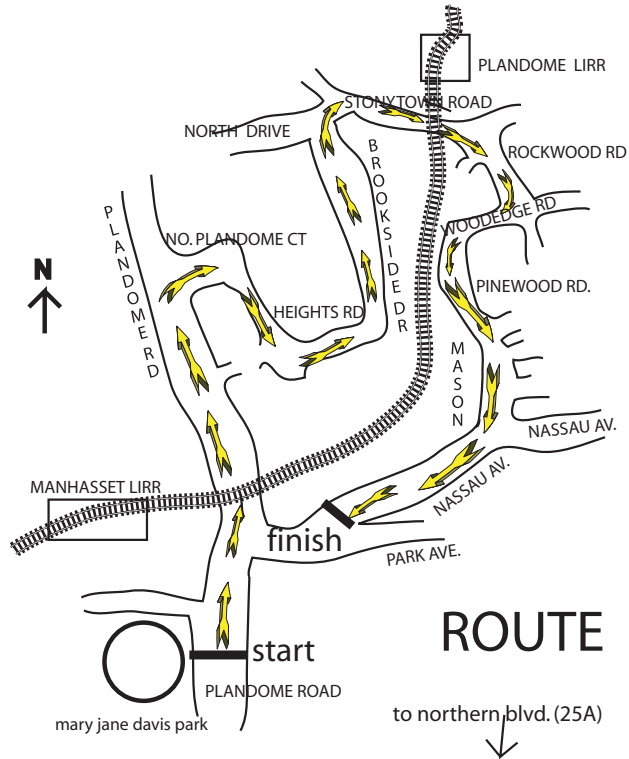 PLANDOME LIRR
STONYTOWN ROAD
NORTH DRIVE
ROCKWOOD RD
BROOKSIDE DR
WOODEDGE RD
PLANDOME RD
NO. PLANDOME CT
N
PINEWOOD RD.
HEIGHTS RD
MASON
NASSAU AV.
MANHASSET LIRR
NASSAU AV.
finish
PARK AVE.
ROUTE
start
PLANDOME ROAD
mary jane davis park
to northern blvd. (25A)